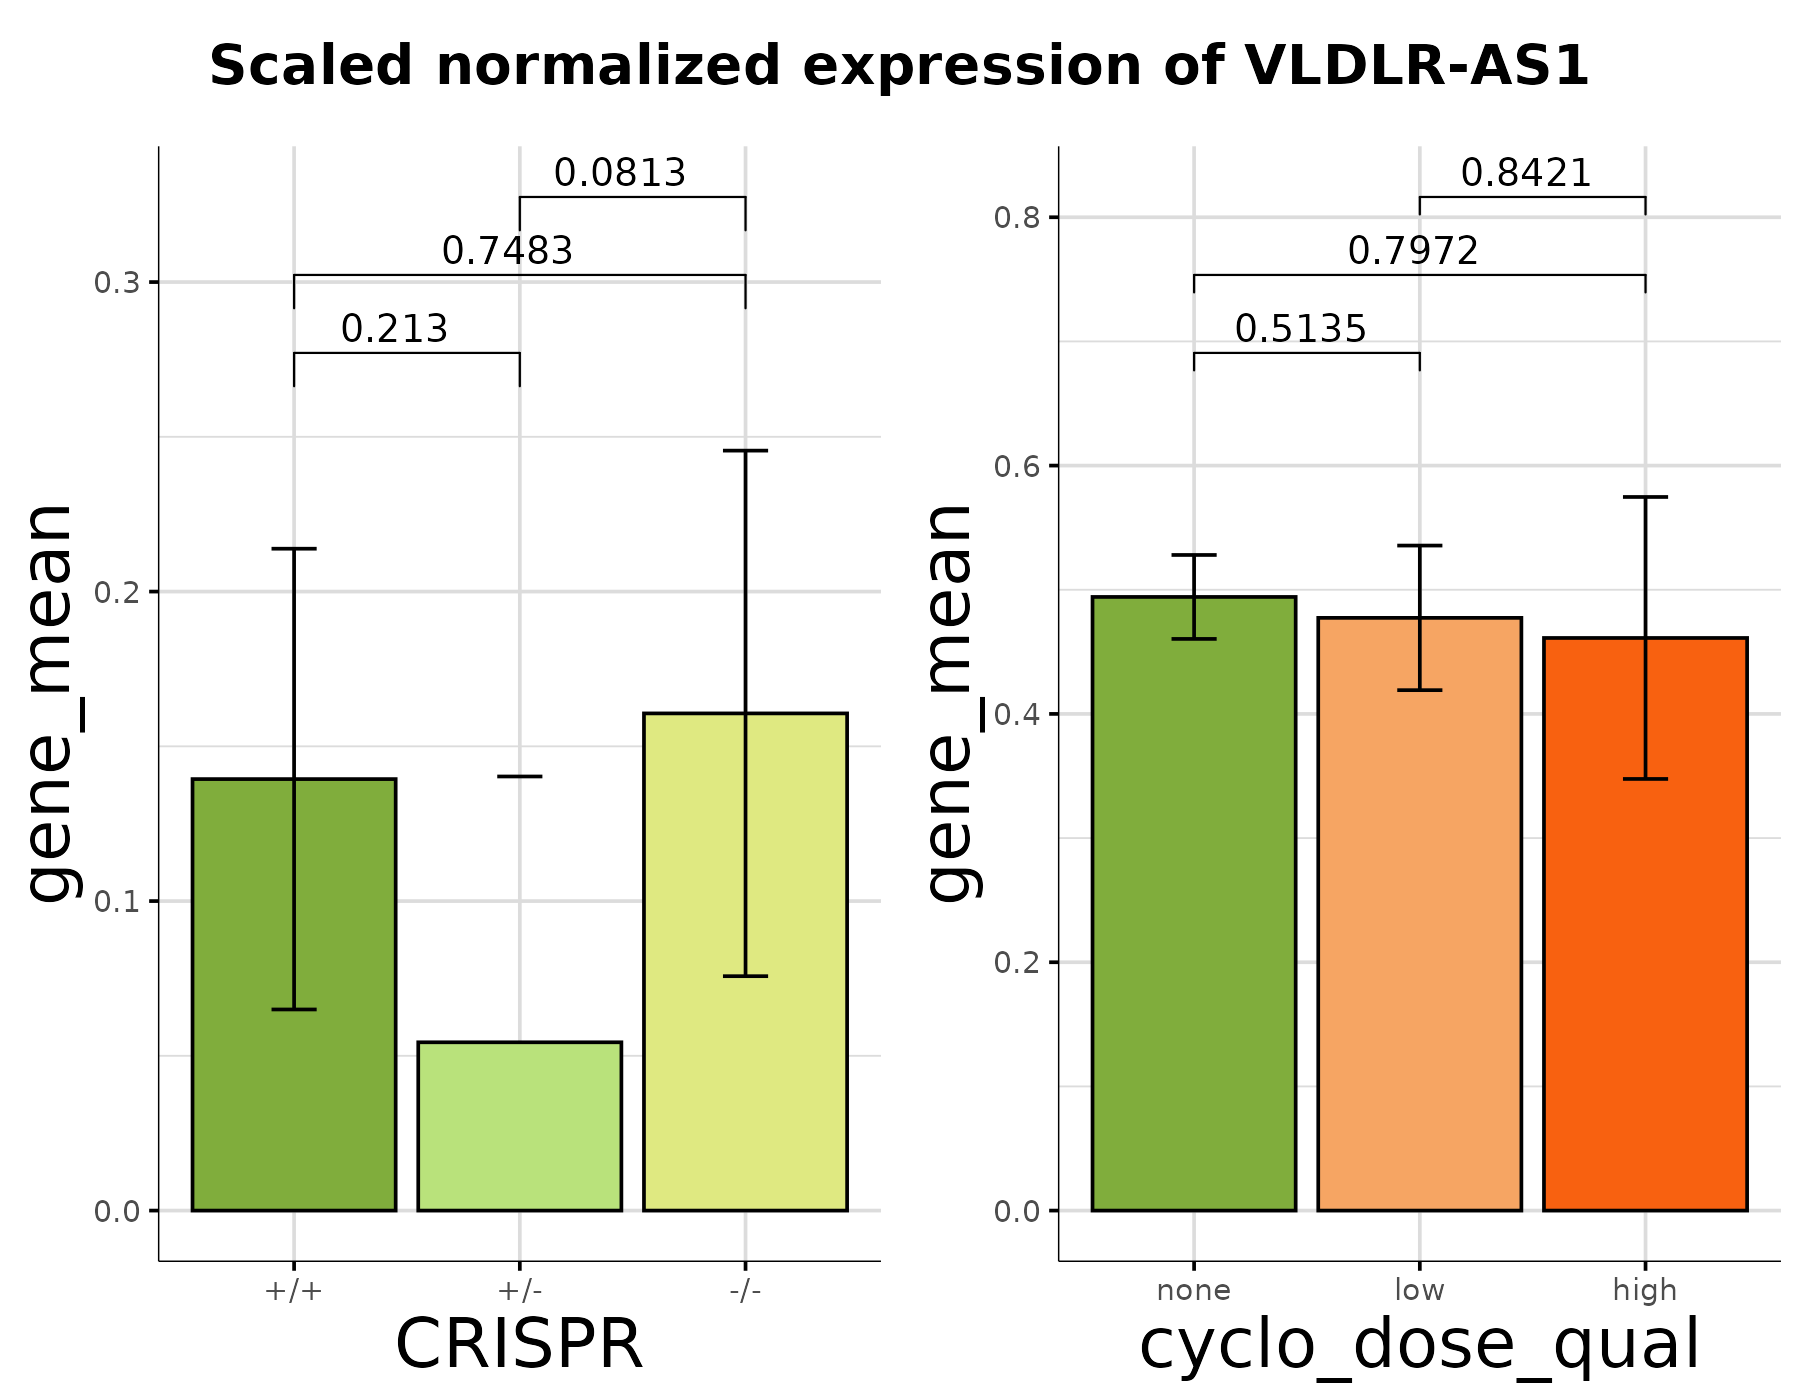 Scaled normalized expression of VLDLR-AS1
gene_mean
0.3
0.2
0.1
0.0
0.0813
0.7483
0.213
+/+
+/-
-/-
CRISPR
gene_mean
0.8
0.6
0.4
0.2
0.0
0.8421
0.7972
0.5135
none
low
high
cyclo_dose_qual